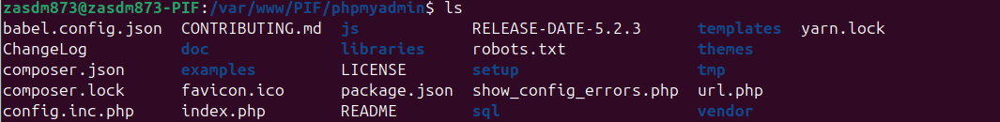 zasdm873@zasdm873-PIF:/var/www/PIF/phpmyadmin$ ls
babel.config.json CONTRIBUTING.md js RELEASE-DATE-5.2.3 templates yarn.lock
ChangeLog doc libraries robots.txt themes
composer.json examples LICENSE setup tmp
composer.lock favicon.ico package.json show_config_errors.php url.php
config.inc.php index.php README sql vendor